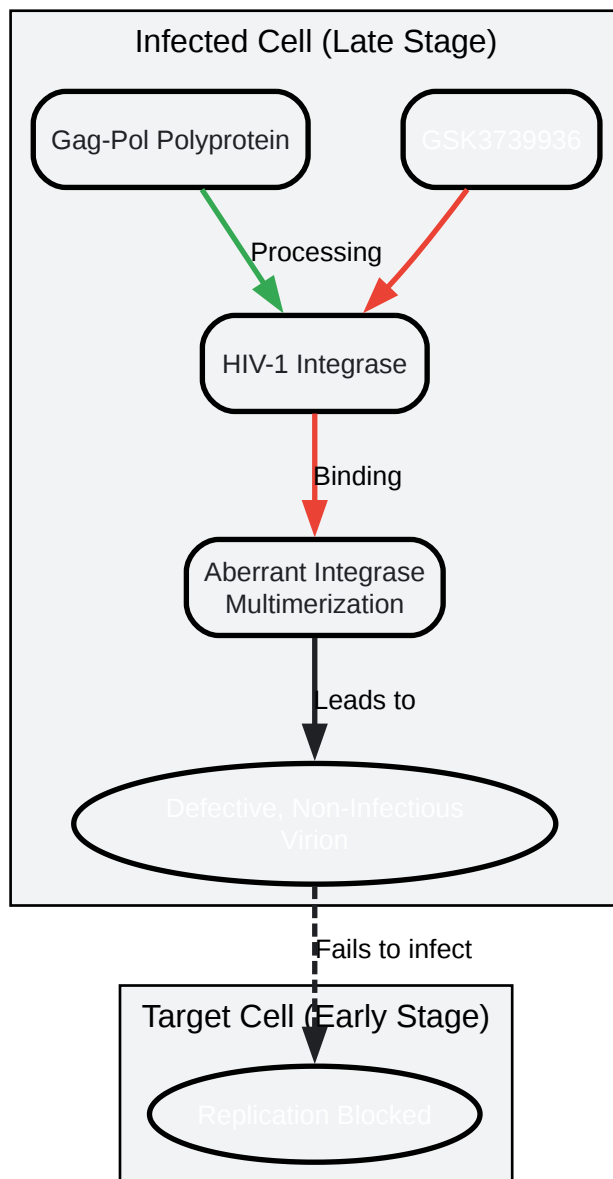 Infected Cell (Late Stage)
Gag-Pol Polyprotein
GSK3739936
Processing
HIV-1 Integrase
Binding
Aberrant Integrase
Multimerization
Leads to
Defective, Non-Infectious
Virion
Fails to infect
Target Cell (Early Stage)
Replication Blocked